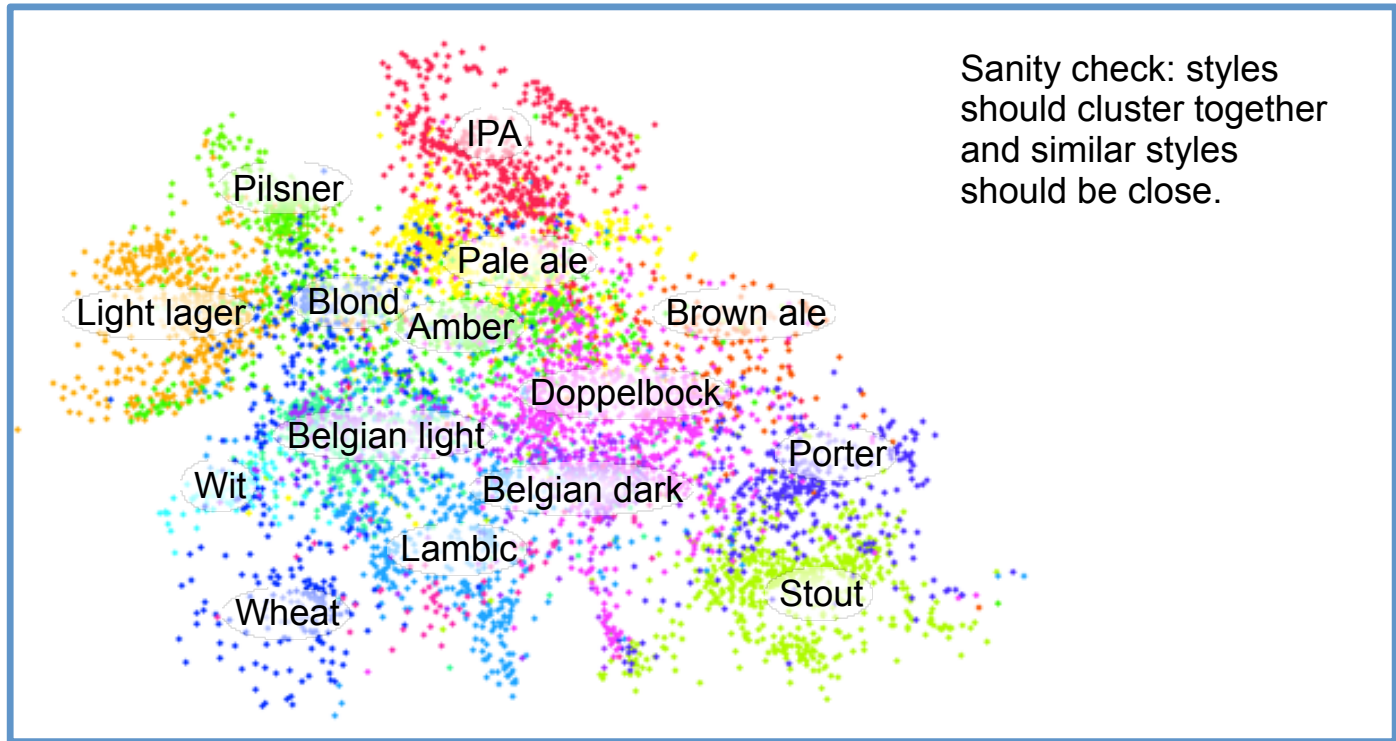 Sanity check: styles
should cluster together
and similar styles
should be close.
IPA
Pilsner
Pale ale
Light lager
Blond
Amber
Brown ale
Doppelbock
Belgian light
Porter
Wit
Belgian dark
Lambic
Stout
Wheat